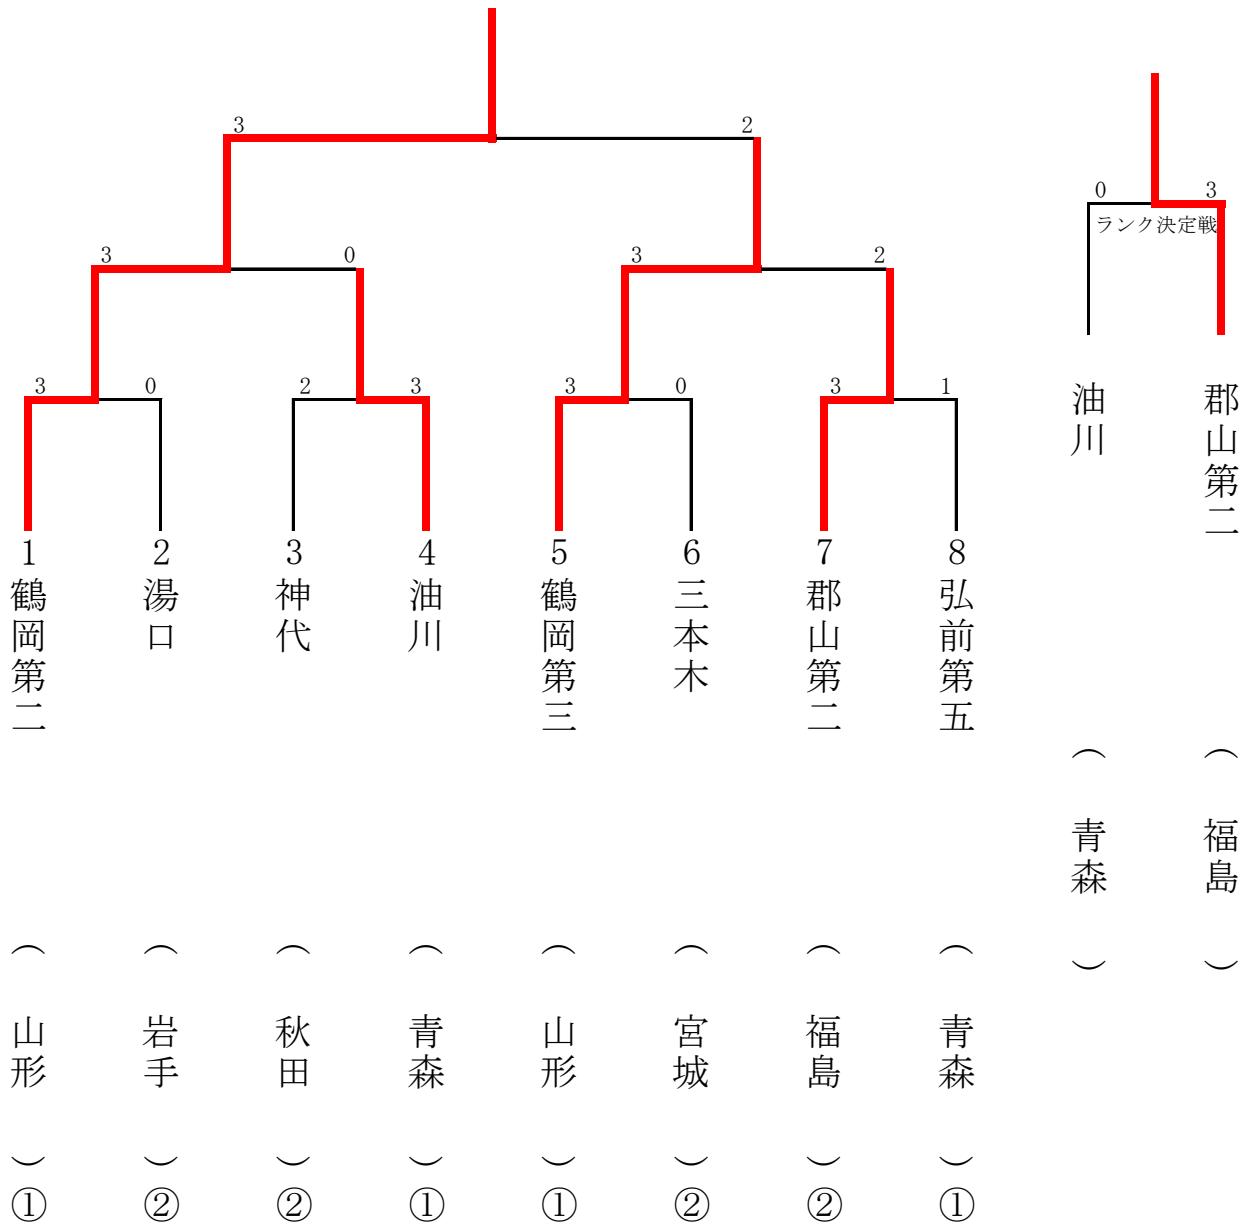 3
2
0
3
ランク決定戦
3
0
3
2
3
0
2
3
3
0
3
1
1
鶴岡第二
（山形）
①
2
湯口
（岩手）
②
3
神代
（秋田）
②
4
油川
（青森）
①
5
鶴岡第三
（山形）
①
6
三本木
（宮城）
②
7
郡山第二
（福島）
②
8
弘前第五
（青森）
①
油川
（青森）
郡山第二
（福島）